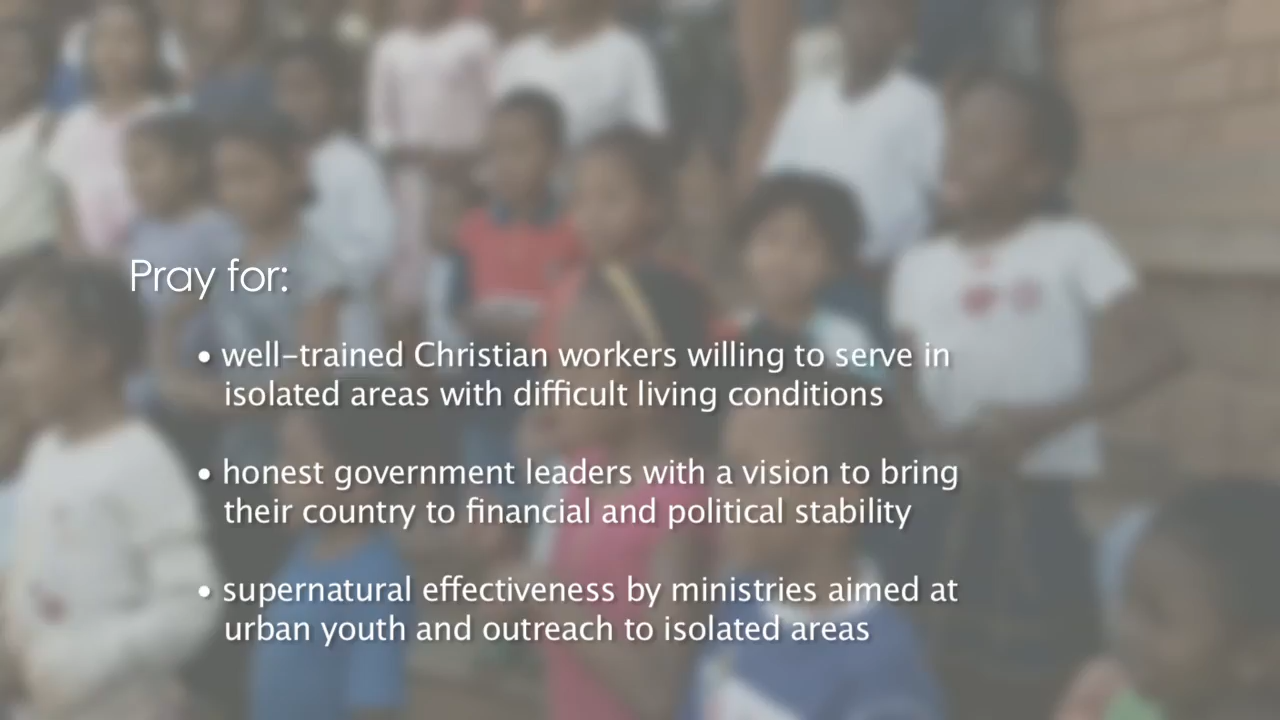 Pray for:
• well-trained Christian workers willing to serve in
isolated areas with difficult living conditions
• honest government leaders with a vision to bring
their country to financial and political stability
• supernatural effectiveness by ministries aimed at
urban youth and outreach to isolated areas